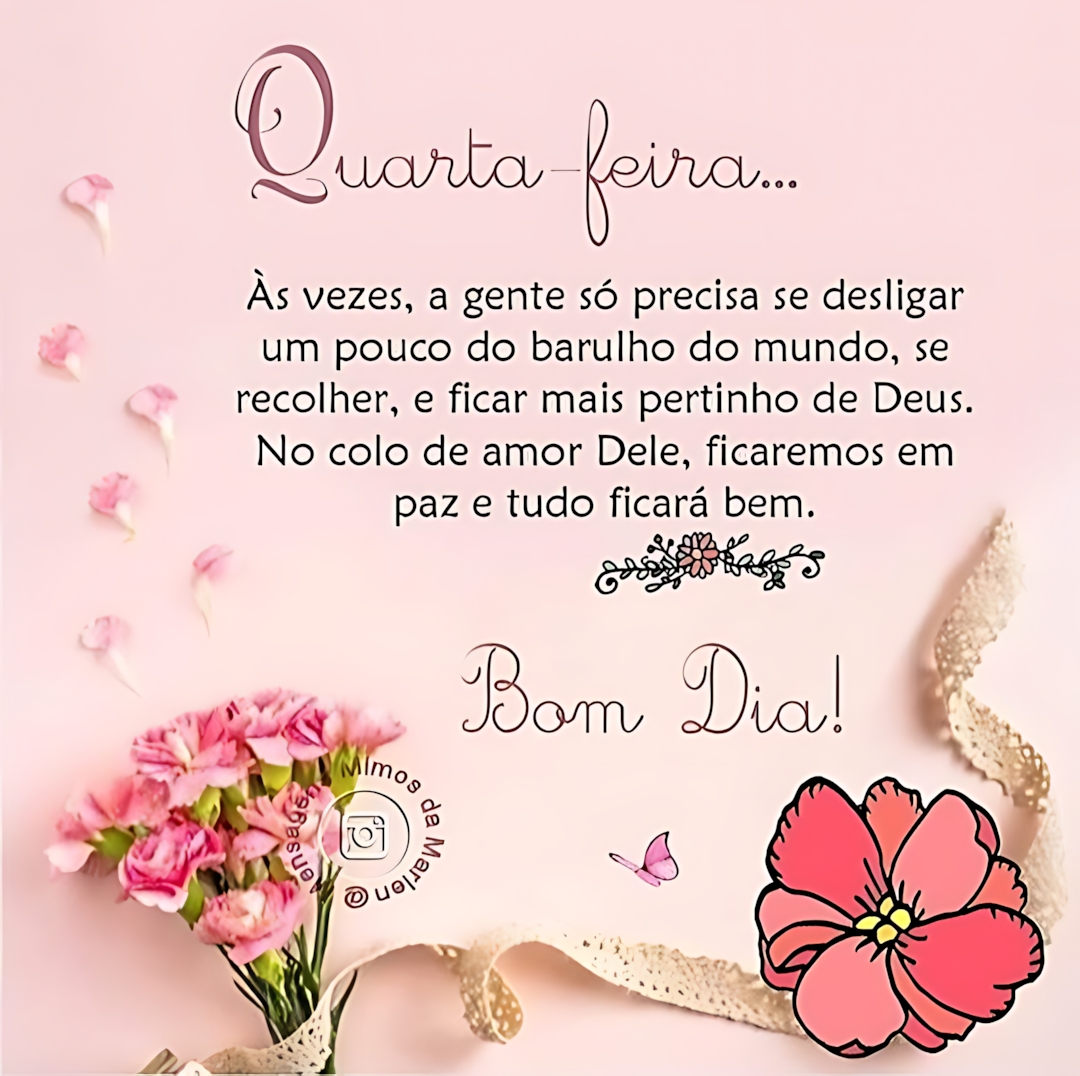 Quarta-feira...
Às vezes, a gente só precisa se desligar
um pouco do barulho do mundo, se
recolher, e ficar mais pertinho de Deus.
No colo de amor Dele, ficaremos em
paz e tudo ficará bem.
Bom Dia!
Mimos da Marlen@